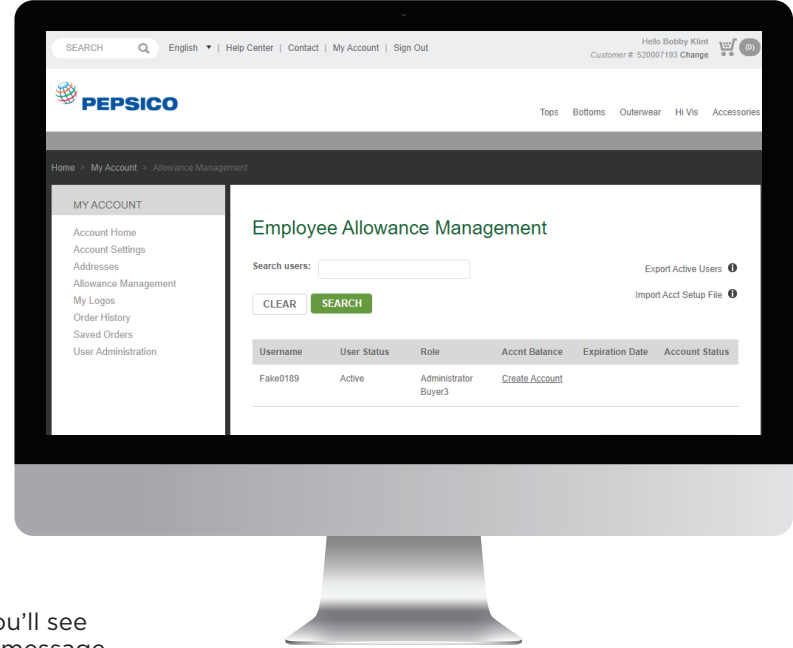 SEARCH English ▼ | Help Center | Contact | My Account | Sign Out
Hello Bobby Klint
Customer #: 520007193 Change
(0)
PEPSICO
Tops Bottoms Outerwear Hi Vis Accessories
Home > My Account > Allowance Management
MY ACCOUNT
Account Home
Account Settings
Addresses
Allowance Management
My Logos
Order History
Saved Orders
User Administration
Employee Allowance Management
Search users:
Export Active Users
Import Acct Setup File
CLEAR SEARCH
Username User Status Role Accnt Balance Expiration Date Account Status
Fake0189 Active Administrator Create Account
Buyer3
ou'll see
message